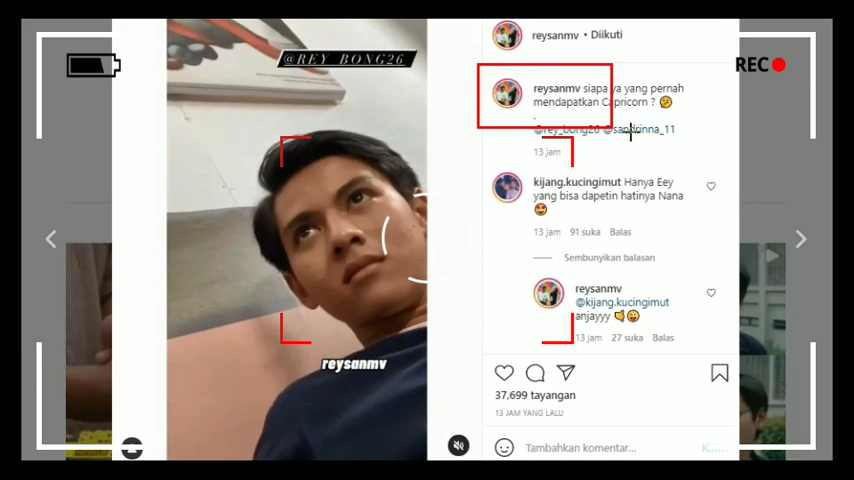 @REY_BONG26
reysanmv
reysanmv • Diikuti
REC
reysanmv siapa ya yang pernah
mendapatkan Capricorn ? 🤔
.
@rey_bong26 @sandrinna_11
13 jam
kijang.kucingimut Hanya Eey
yang bisa dapetin hatinya Nana
😍
13 jam 91 suka Balas
Sembunyikan balasan
reysanmv
@kijang.kucingimut
anjayyy
13 jam 27 suka Balas
37,699 tayangan
13 JAM YANG LALU
Tambahkan komentar...